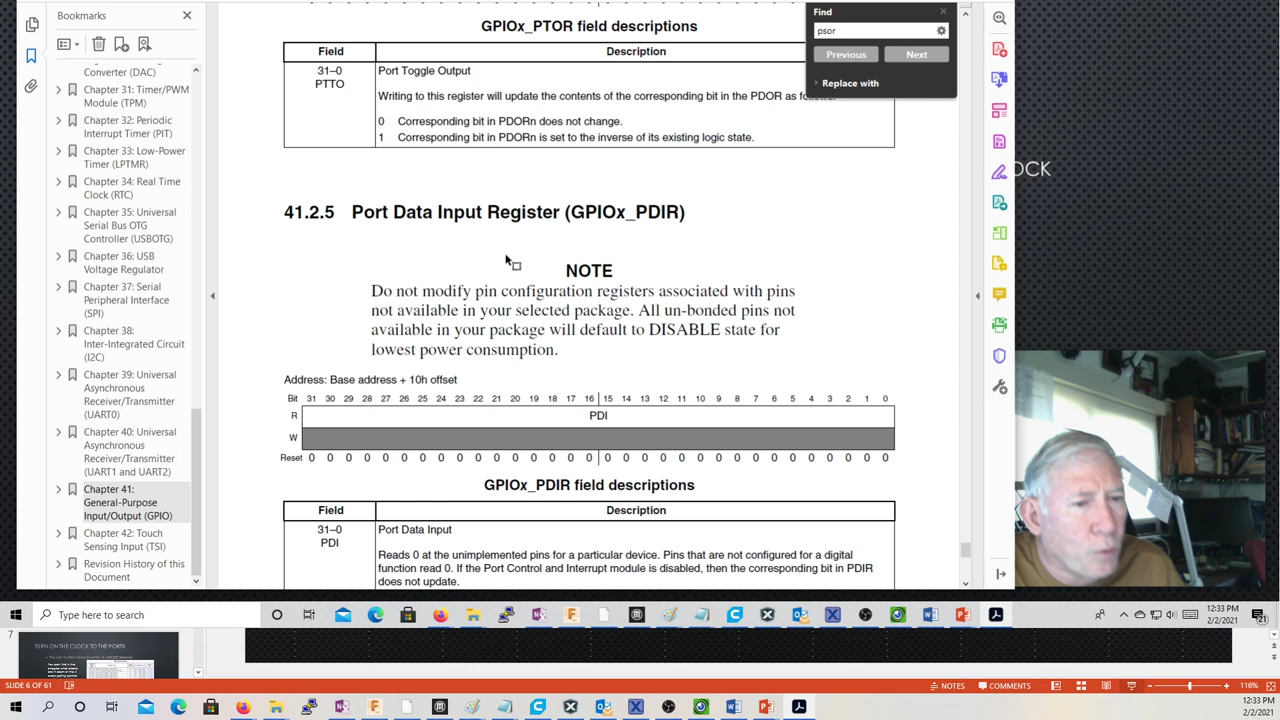 Bookmarks
Converter (DAC)
Chapter 31: Timer/PWM
Module (TPM)
Chapter 32: Periodic
Interrupt Timer (PIT)
Chapter 33: Low-Power
Timer (LPTMR)
Chapter 34: Real Time
Clock (RTC)
Chapter 35: Universal
Serial Bus OTG
Controller (USBOTG)
Chapter 36: USB
Voltage Regulator
Chapter 37: Serial
Peripheral Interface
(SPI)
Chapter 38:
Inter-Integrated Circuit
(I2C)
Chapter 39: Universal
Asynchronous
Receiver/Transmitter
(UART0)
Chapter 40: Universal
Asynchronous
Receiver/Transmitter
(UART1 and UART2)
Chapter 41:
General-Purpose
Input/Output (GPIO)
Chapter 42: Touch
Sensing Input (TSI)
Revision History of this
Document
GPIOx_PTOR field descriptions
Field Description
31–0 Port Toggle Output
PTTO
Writing to this register will update the contents of the corresponding bit in the PDOR as
0 Corresponding bit in PDORn does not change.
1 Corresponding bit in PDORn is set to the inverse of its existing logic state.
41.2.5 Port Data Input Register (GPIOx_PDIR)
NOTE
Do not modify pin configuration registers associated with pins
not available in your selected package. All un-bonded pins not
available in your package will default to DISABLE state for
lowest power consumption.
Address: Base address + 10h offset
Bit 31 30 29 28 27 26 25 24 23 22 21 20 19 18 17 16 15 14 13 12 11 10 9 8 7 6 5 4 3 2 1 0
R PDI
W
Reset 0 0 0 0 0 0 0 0 0 0 0 0 0 0 0 0 0 0 0 0 0 0 0 0 0 0 0 0 0 0 0 0
GPIOx_PDIR field descriptions
Field Description
31–0 Port Data Input
PDI
Reads 0 at the unimplemented pins for a particular device. Pins that are not configured for a digital
function read 0. If the Port Control and Interrupt module is disabled, then the corresponding bit in PDIR
does not update.
Find
psor
Previous Next
Replace with
OCK
Type here to search
12:33 PM
2/2/2021
21
7
TURN ON THE CLOCK TO THE PORTX
SLIDE 6 OF 61
NOTES
COMMENTS
116%
Type here to search
12:33 PM
2/2/2021